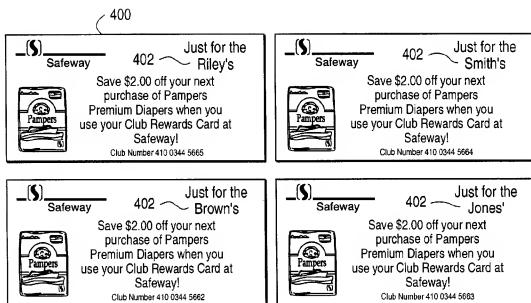 400
Safeway
402
Just for the
Riley's
Save $2.00 off your next
purchase of Pampers
Premium Diapers when you
use your Club Rewards Card at
Safeway!
Club Number 410 0344 5665
Pampers
Safeway
402
Just for the
Smith's
Save $2.00 off your next
purchase of Pampers
Premium Diapers when you
use your Club Rewards Card at
Safeway!
Club Number 410 0344 5664
Pampers
Safeway
402
Just for the
Brown's
Save $2.00 off your next
purchase of Pampers
Premium Diapers when you
use your Club Rewards Card at
Safeway!
Club Number 410 0344 5662
Pampers
Safeway
402
Just for the
Jones'
Save $2.00 off your next
purchase of Pampers
Premium Diapers when you
use your Club Rewards Card at
Safeway!
Club Number 410 0344 5663
Pampers